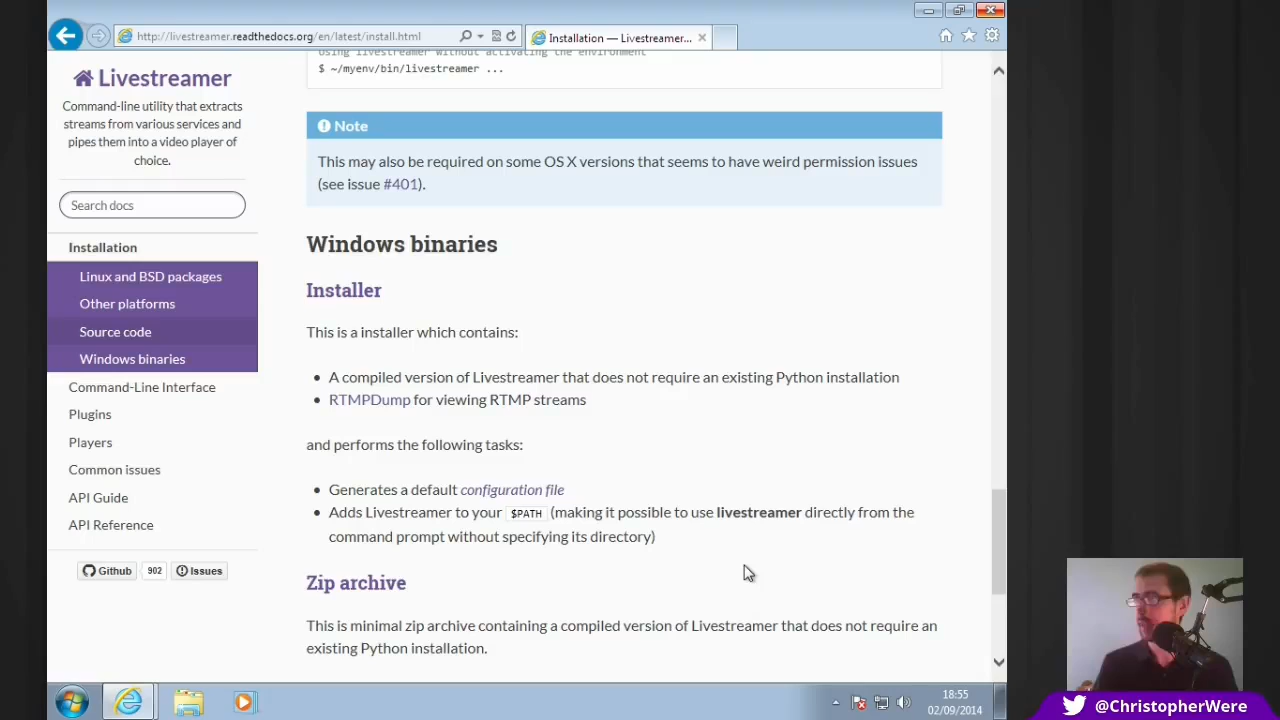 http://livestreamer.readthedocs.org/en/latest/install.html
Installation — Livestreamer...
Livestreamer
Command-line utility that extracts
streams from various services and
pipes them into a video player of
choice.
Search docs
Installation
Linux and BSD packages
Other platforms
Source code
Windows binaries
Command-Line Interface
Plugins
Players
Common issues
API Guide
API Reference
Github
902
Issues
Using livestreamer without activating the environment
$ ~/myenv/bin/livestreamer ...
Note
This may also be required on some OS X versions that seems to have weird permission issues
(see issue #401).
Windows binaries
Installer
This is a installer which contains:
• A compiled version of Livestreamer that does not require an existing Python installation
• RTMPDump for viewing RTMP streams
and performs the following tasks:
• Generates a default configuration file
• Adds Livestreamer to your $PATH (making it possible to use livestreamer directly from the
command prompt without specifying its directory)
Zip archive
This is minimal zip archive containing a compiled version of Livestreamer that does not require an
existing Python installation.
18:55
02/09/2014
@ChristopherWere